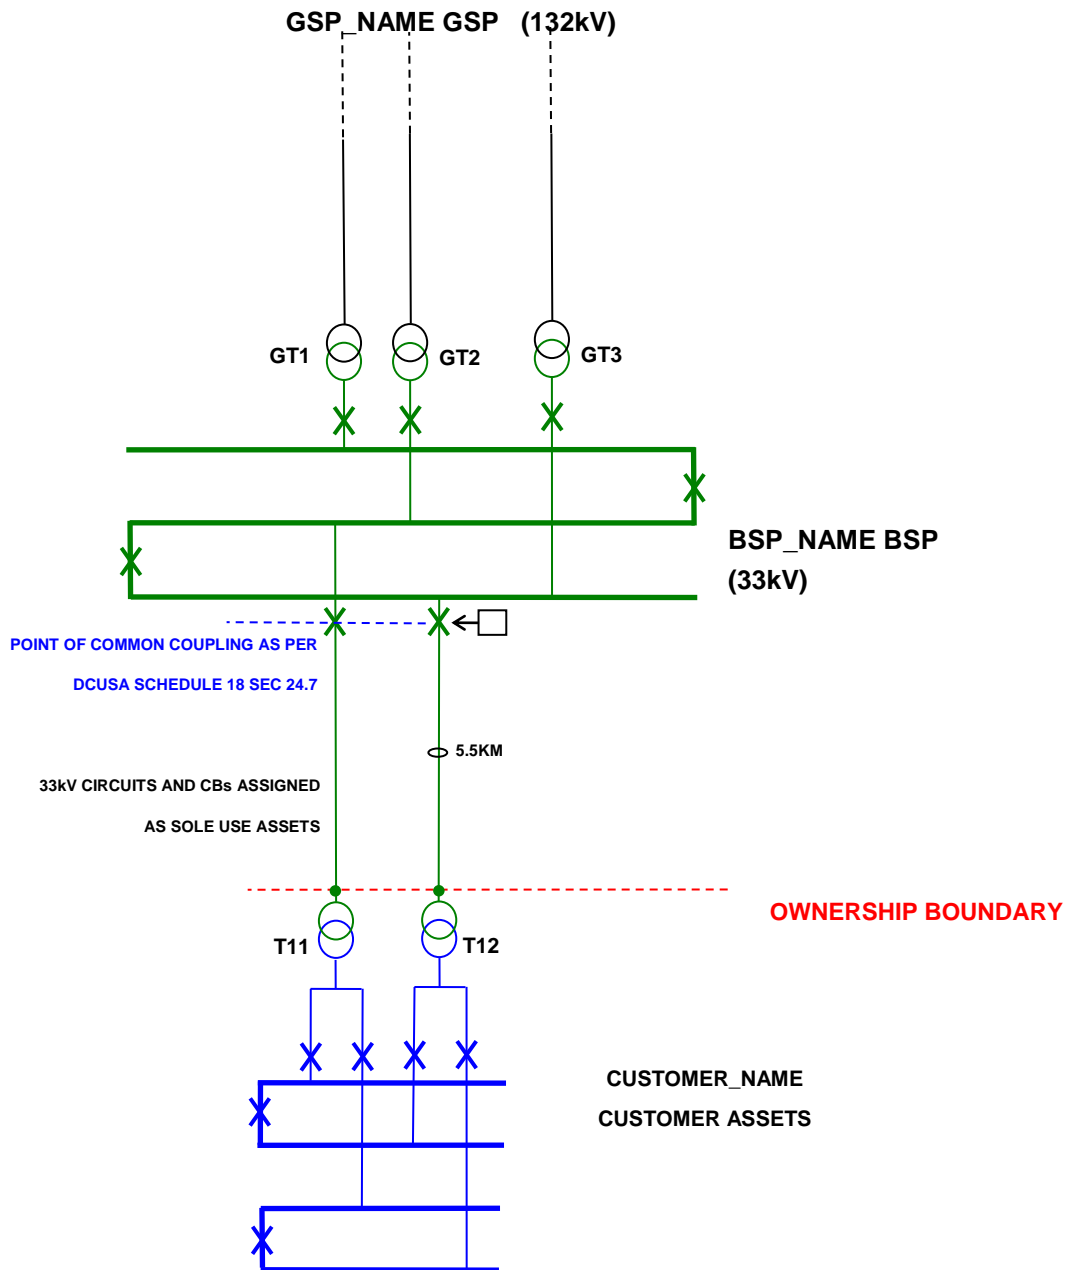 GSP_NAME GSP (132kV)
GT1
GT2
GT3
BSP_NAME BSP
(33kV)
POINT OF COMMON COUPLING AS PER
DCUSA SCHEDULE 18 SEC 24.7
5.5KM
33kV CIRCUITS AND CBs ASSIGNED
AS SOLE USE ASSETS
OWNERSHIP BOUNDARY
T11
T12
CUSTOMER_NAME
CUSTOMER ASSETS